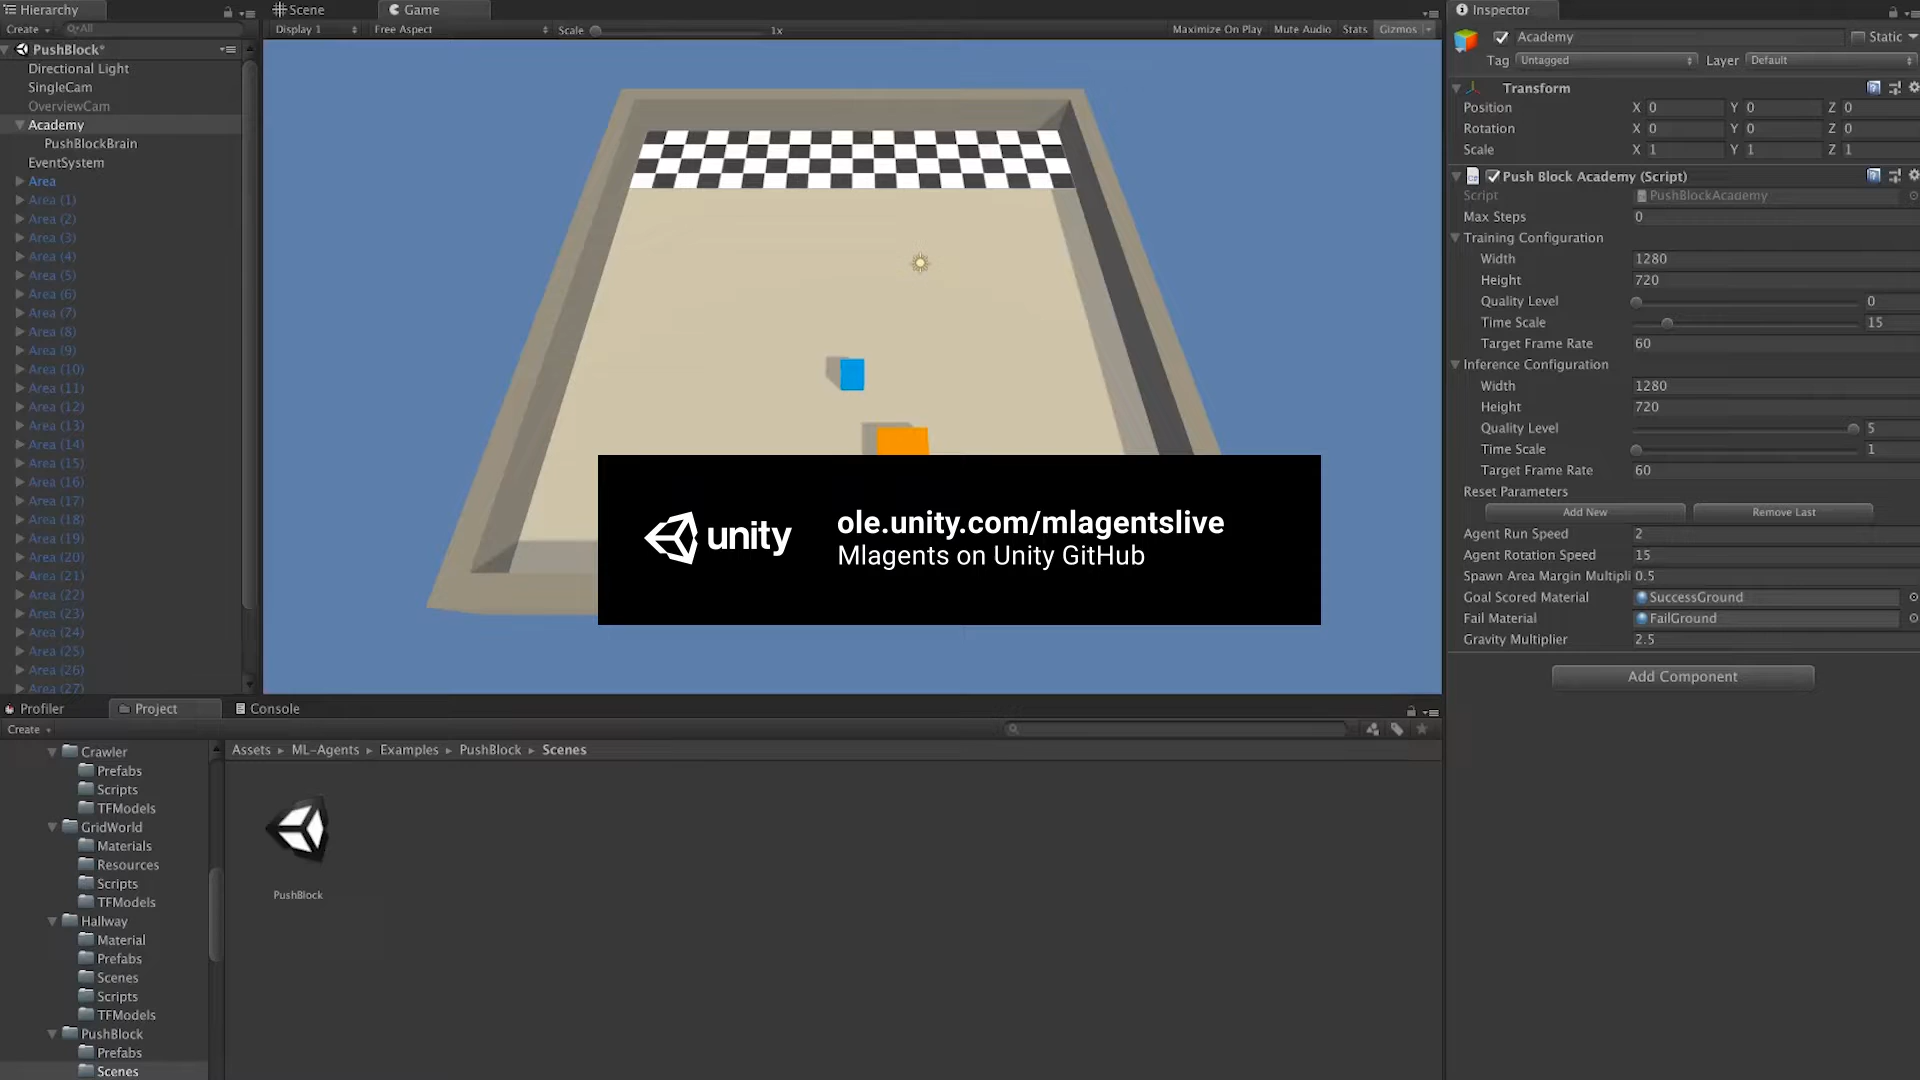 Hierarchy
Create
All
PushBlock*
Directional Light
SingleCam
OverviewCam
Academy
PushBlockBrain
EventSystem
Area
Area (1)
Area (2)
Area (3)
Area (4)
Area (5)
Area (6)
Area (7)
Area (8)
Area (9)
Area (10)
Area (11)
Area (12)
Area (13)
Area (14)
Area (15)
Area (16)
Area (17)
Area (18)
Area (19)
Area (20)
Area (21)
Area (22)
Area (23)
Area (24)
Area (25)
Area (26)
Area (27)
Scene
Game
Display 1
Free Aspect
Scale
1x
Maximize On Play
Mute Audio
Stats
Gizmos
unity
ole.unity.com/mlagentslive
Mlagents on Unity GitHub
Inspector
Academy
Static
Tag Untagged
Layer Default
Transform
Position X 0 Y 0 Z 0
Rotation X 0 Y 0 Z 0
Scale X 1 Y 1 Z 1
Push Block Academy (Script)
Script PushBlockAcademy
Max Steps 0
Training Configuration
Width 1280
Height 720
Quality Level 0
Time Scale 15
Target Frame Rate 60
Inference Configuration
Width 1280
Height 720
Quality Level 5
Time Scale 1
Target Frame Rate 60
Reset Parameters
Add New
Remove Last
Agent Run Speed 2
Agent Rotation Speed 15
Spawn Area Margin Multipli 0.5
Goal Scored Material SuccessGround
Fail Material FailGround
Gravity Multiplier 2.5
Add Component
Profiler
Project
Console
Create
Crawler
Prefabs
Scripts
TFModels
GridWorld
Materials
Resources
Scripts
TFModels
Hallway
Material
Prefabs
Scenes
Scripts
TFModels
PushBlock
Prefabs
Scenes
Assets ▸ ML-Agents ▸ Examples ▸ PushBlock ▸ Scenes
PushBlock